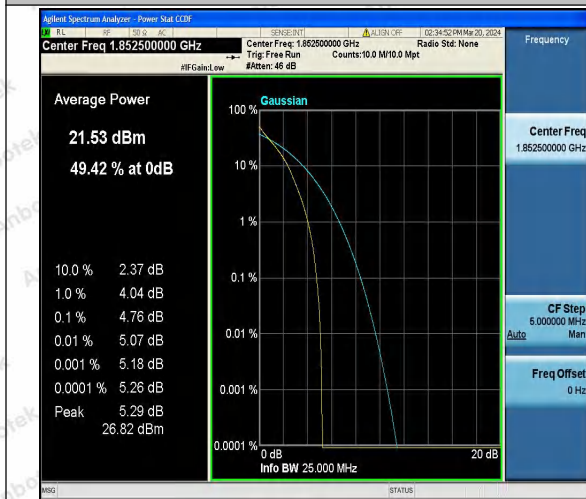 Agilent Spectrum Analyzer - Power Stat CCDF
RL RF 50 Ω AC SENSE:INT ALIGN OFF 02:34:52 PM Mar 20, 2024
Center Freq 1.852500000 GHz
Center Freq: 1.852500000 GHz Radio Std: None
Trig: Free Run Counts:10.0 M/10.0 Mpt
#IFGain:Low #Atten: 46 dB
Frequency
Average Power
21.53 dBm
49.42 % at 0dB
10.0 % 2.37 dB
1.0 % 4.04 dB
0.1 % 4.76 dB
0.01 % 5.07 dB
0.001 % 5.18 dB
0.0001 % 5.26 dB
Peak 5.29 dB
26.82 dBm
Gaussian
100 %
10 %
1 %
0.1 %
0.01 %
0.001 %
0.0001 %
0 dB 20 dB
Info BW 25.000 MHz
Center Freq
1.852500000 GHz
CF Step
5.000000 MHz
Auto Man
Freq Offset
0 Hz
MSG STATUS